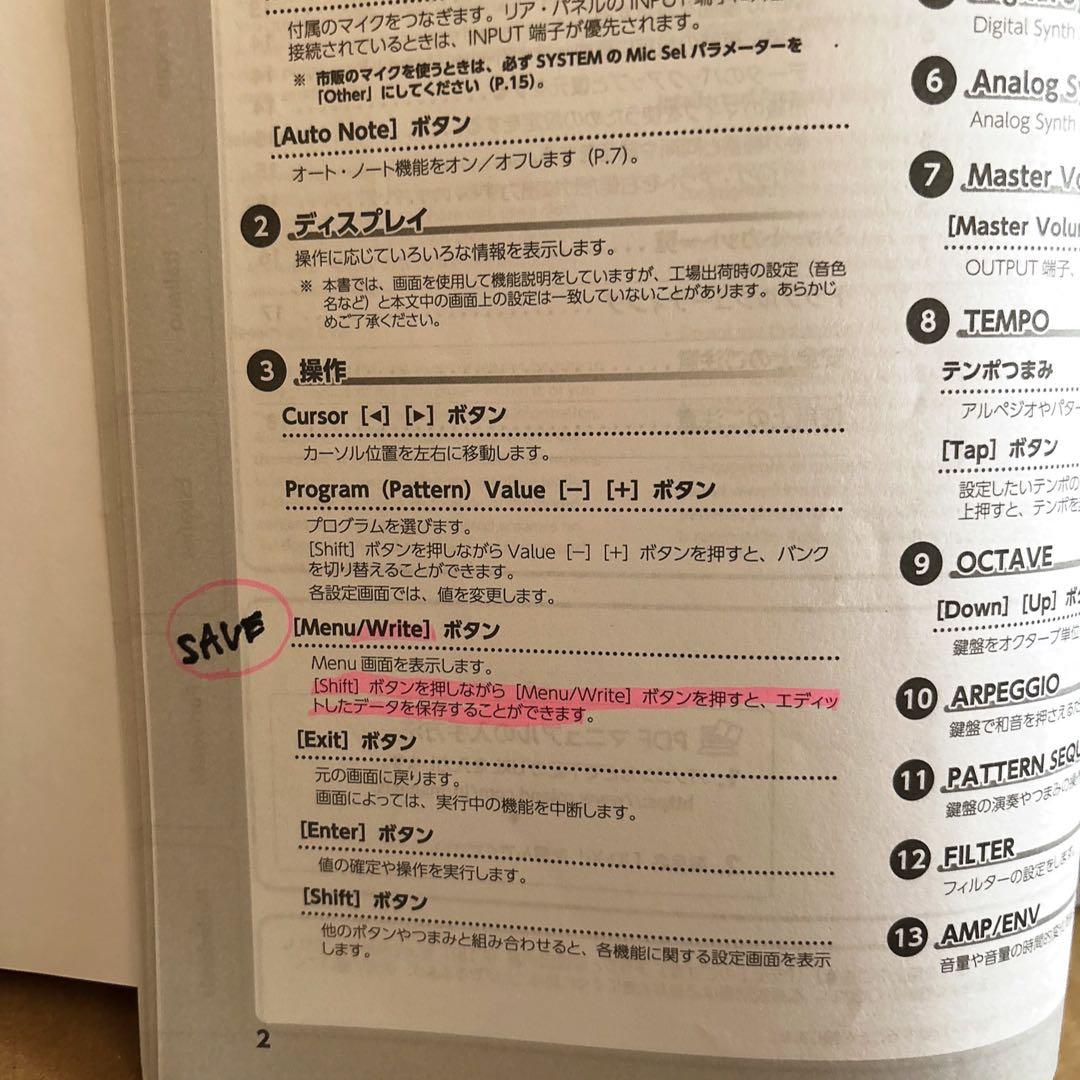 付属のマイクをつなぎます。リア・パネルの INPUT 端子に
接続されているときは、INPUT 端子が優先されます。
※ 市販のマイクを使うときは、必ず SYSTEM の Mic Sel パラメーターを
「Other」にしてください（P.15）。
[Auto Note] ボタン
オート・ノート機能をオン／オフします（P.7）。
2 ディスプレイ
操作に応じていろいろな情報を表示します。
※ 本書では、画面を使用して機能説明をしていますが、工場出荷時の設定（音色
名など）と本文中の画面上の設定は一致していないことがあります。あらかじ
めご了承ください。
3 操作
Cursor [◀] [▶] ボタン
カーソル位置を左右に移動します。
Program（Pattern）Value [−] [+] ボタン
プログラムを選びます。
[Shift] ボタンを押しながら Value [−] [+] ボタンを押すと、バンク
を切り替えることができます。
各設定画面では、値を変更します。
SAVE
[Menu/Write] ボタン
Menu 画面を表示します。
[Shift] ボタンを押しながら [Menu/Write] ボタンを押すと、エディッ
トしたデータを保存することができます。
[Exit] ボタン
元の画面に戻ります。
画面によっては、実行中の機能を中断します。
[Enter] ボタン
値の確定や操作を実行します。
[Shift] ボタン
他のボタンやつまみと組み合わせると、各機能に関する設定画面を表示
します。
2
Digital Synth
6 Analog
Analog Synth
7 Master
[Master
OUTPUT 端子、
8 TEMPO
テンポつまみ
アルペジオや
[Tap] ボタン
設定したいテンポの
上押すと、テンポを
9 OCTAVE
[Down] [Up]
鍵盤をオクターブ単位
10 ARPEGGIO
鍵盤で和音を押さえる
11 PATTERN
鍵盤の演奏やつまみの
12 FILTER
フィルターの設定をします。
13 AMP/ENV
音量や音量の時間的